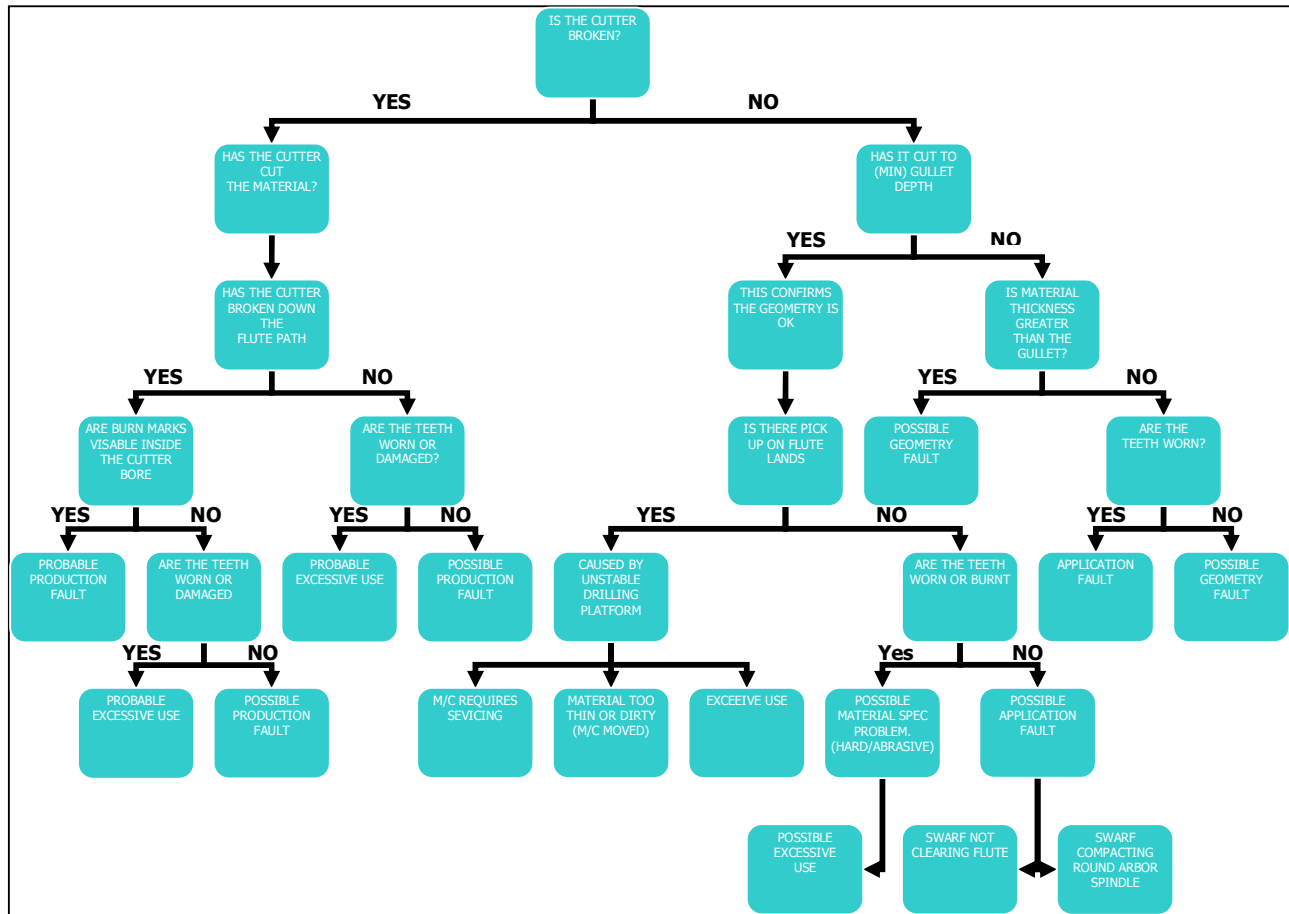 IS THE CUTTER
BROKEN?
YES
NO
HAS THE CUTTER
CUT
THE MATERIAL?
HAS IT CUT TO
(MIN) GULLET
DEPTH
YES
NO
HAS THE CUTTER
BROKEN DOWN
THE
FLUTE PATH
THIS CONFIRMS
THE GEOMETRY IS
OK
IS MATERIAL
THICKNESS
GREATER
THAN THE
GULLET?
YES
NO
YES
NO
ARE BURN MARKS
VISABLE INSIDE
THE CUTTER
BORE
ARE THE TEETH
WORN OR
DAMAGED?
IS THERE PICK
UP ON FLUTE
LANDS
POSSIBLE
GEOMETRY
FAULT
ARE THE
TEETH WORN?
YES
NO
YES
NO
YES
NO
YES
NO
PROBABLE
PRODUCTION
FAULT
ARE THE TEETH
WORN OR
DAMAGED
PROBABLE
EXCESSIVE USE
POSSIBLE
PRODUCTION
FAULT
CAUSED BY
UNSTABLE
DRILLING
PLATFORM
ARE THE TEETH
WORN OR BURNT
APPLICATION
FAULT
POSSIBLE
GEOMETRY
FAULT
YES
NO
Yes
NO
PROBABLE
EXCESSIVE USE
POSSIBLE
PRODUCTION
FAULT
M/C REQUIRES
SEVICING
MATERIAL TOO
THIN OR DIRTY
(M/C MOVED)
EXCEEIVE USE
POSSIBLE
MATERIAL SPEC
PROBLEM.
(HARD/ABRASIVE)
POSSIBLE
APPLICATION
FAULT
POSSIBLE
EXCESSIVE
USE
SWARF NOT
CLEARING FLUTE
SWARF
COMPACTING
ROUND ARBOR
SPINDLE